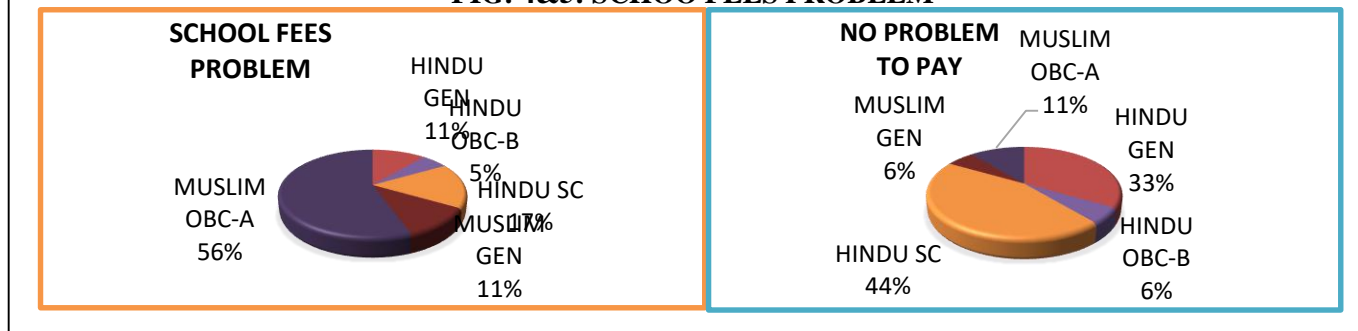 SCHOOL FEES
PROBLEM
HINDU
GEN
11%
HINDU
OBC-B
5%
HINDU SC
17%
MUSLIM
GEN
11%
MUSLIM
OBC-A
56%
NO PROBLEM
TO PAY
MUSLIM
OBC-A
11%
HINDU
GEN
33%
HINDU
OBC-B
6%
HINDU SC
44%
MUSLIM
GEN
6%